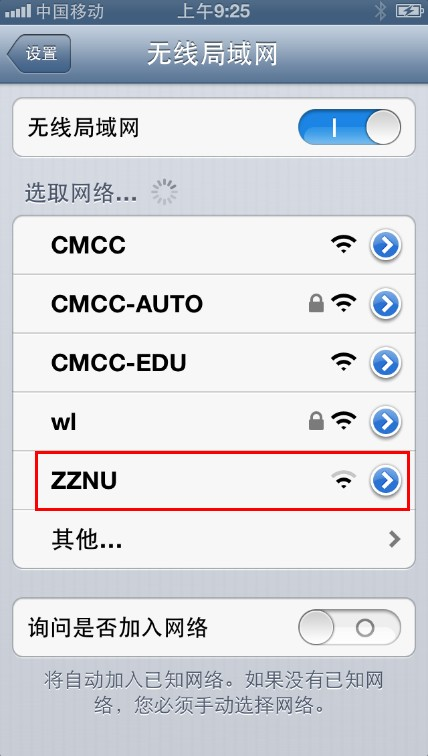 中国移动 上午9:25
设置 无线局域网
无线局域网
选取网络...
CMCC
CMCC-AUTO
CMCC-EDU
wl
ZZNU
其他...
询问是否加入网络
将自动加入已知网络。如果没有已知网
络，您必须手动选择网络。